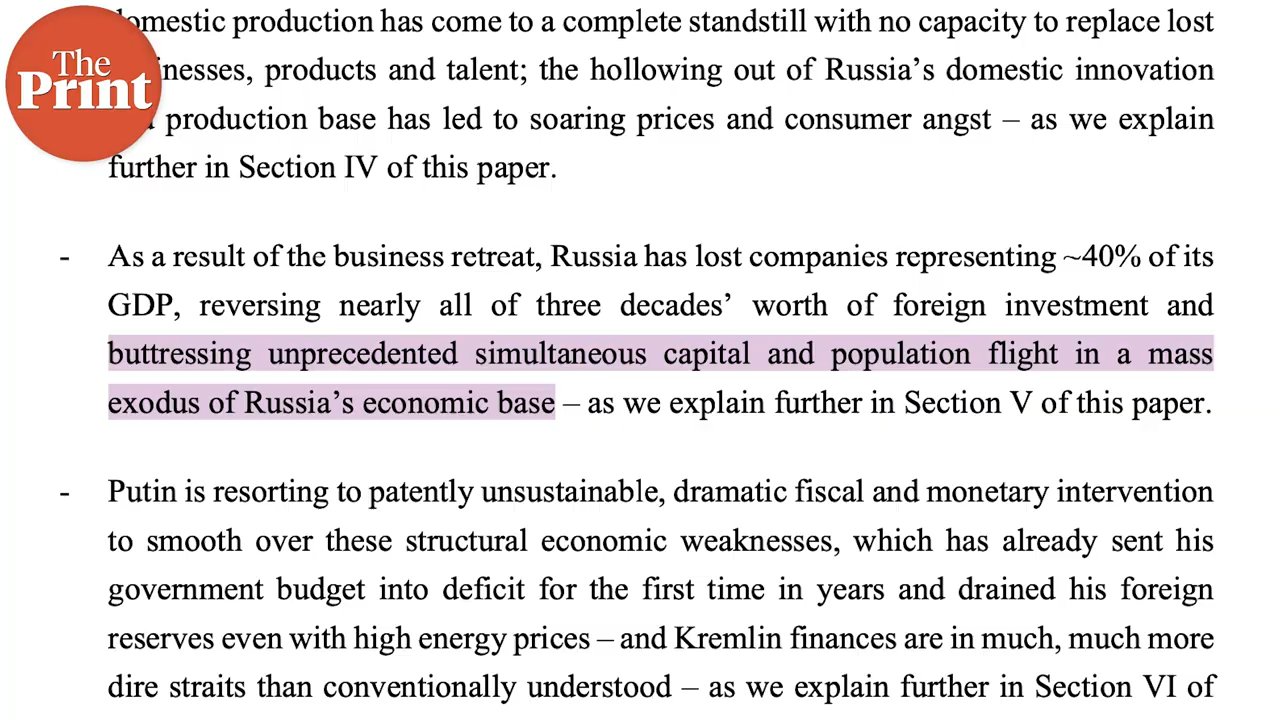 The
Print
domestic production has come to a complete standstill with no capacity to replace lost
products and talent; the hollowing out of Russia’s domestic innovation
production base has led to soaring prices and consumer angst – as we explain
further in Section IV of this paper.
- As a result of the business retreat, Russia has lost companies representing ~40% of its
GDP, reversing nearly all of three decades’ worth of foreign investment and
buttressing unprecedented simultaneous capital and population flight in a mass
exodus of Russia’s economic base – as we explain further in Section V of this paper.
- Putin is resorting to patently unsustainable, dramatic fiscal and monetary intervention
to smooth over these structural economic weaknesses, which has already sent his
government budget into deficit for the first time in years and drained his foreign
reserves even with high energy prices – and Kremlin finances are in much, much more
dire straits than conventionally understood – as we explain further in Section VI of